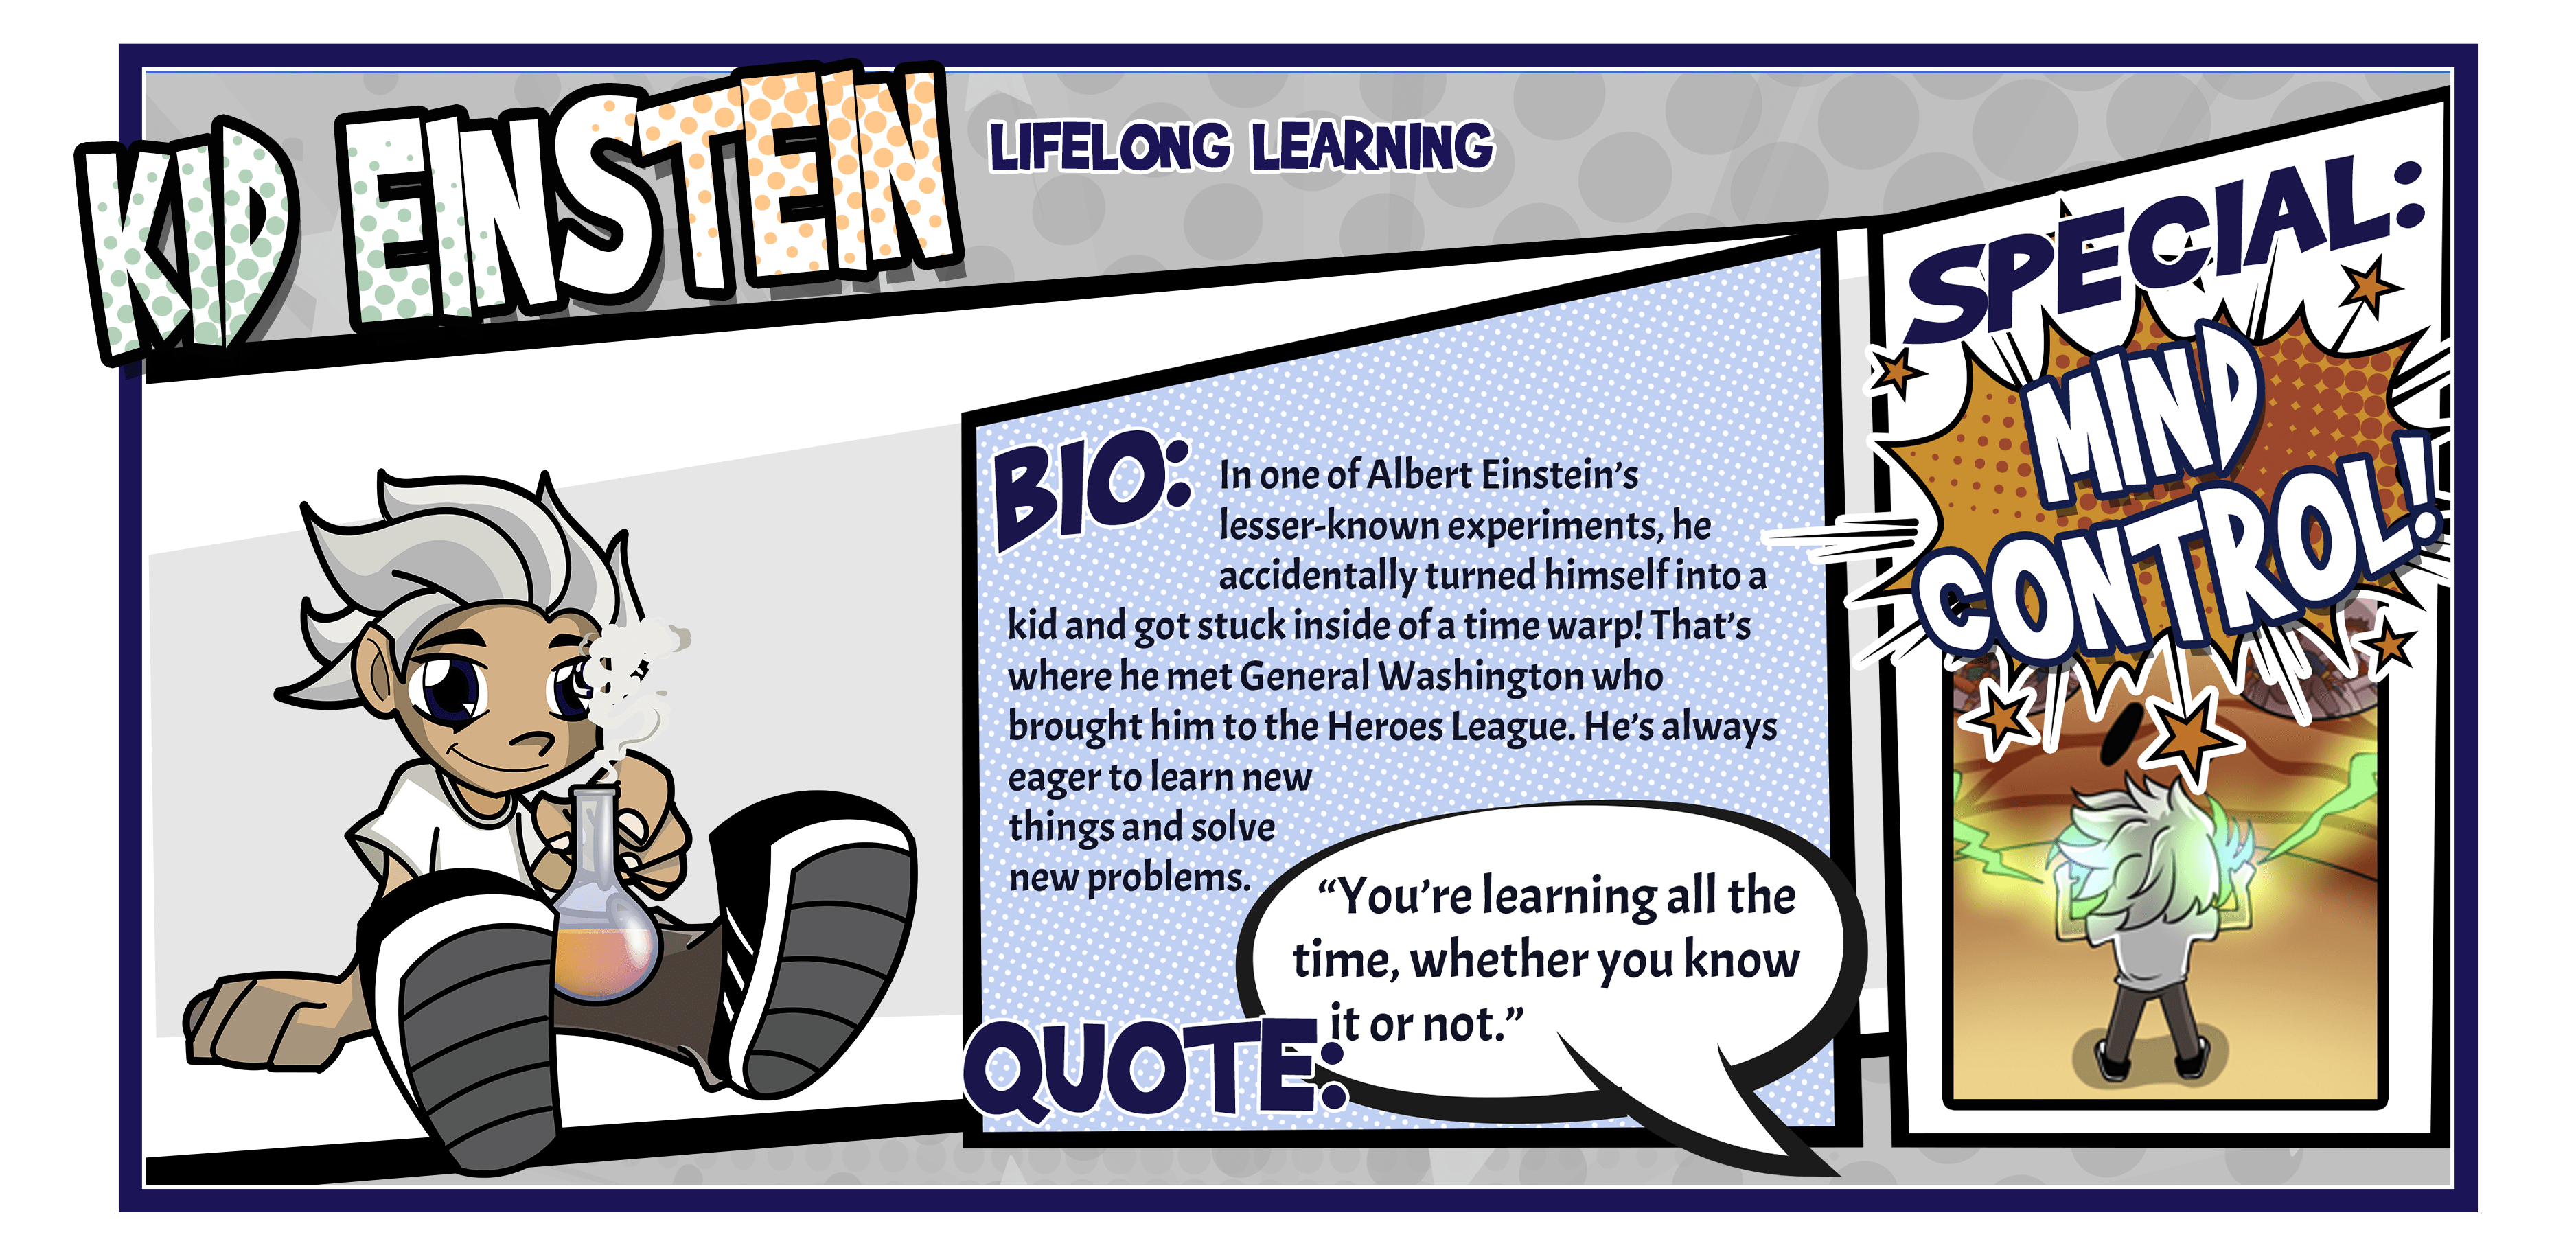 KID EINSTEIN
LIFELONG LEARNING
BIO:
In one of Albert Einstein’s
lesser-known experiments, he
accidentally turned himself into a
kid and got stuck inside of a time warp! That’s
where he met General Washington who
brought him to the Heroes League. He’s always
eager to learn new
things and solve
new problems.
QUOTE:
“You’re learning all the
time, whether you know
it or not.”
SPECIAL:
MIND
CONTROL!